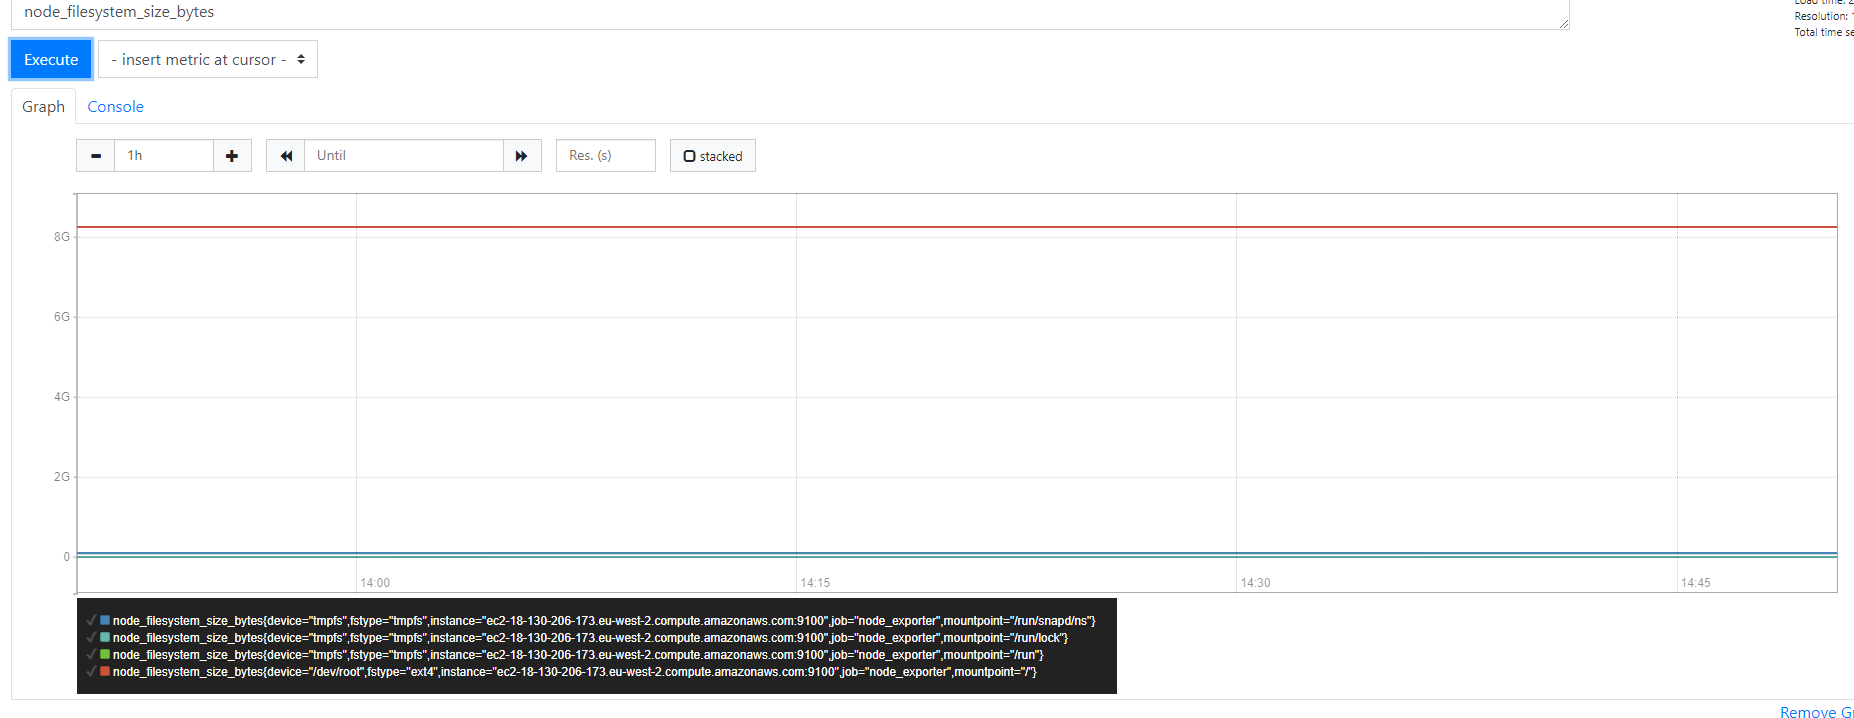 node_filesystem_size_bytes
Load time: 2
Resolution: 1
Total time se
Execute
- insert metric at cursor -
Graph
Console
1h
Until
Res. (s)
stacked
8G
6G
4G
2G
0
14:00
14:15
14:30
14:45
node_filesystem_size_bytes{device="tmpfs",fstype="tmpfs",instance="ec2-18-130-206-173.eu-west-2.compute.amazonaws.com:9100",job="node_exporter",mountpoint="/run/snapd/ns"}
node_filesystem_size_bytes{device="tmpfs",fstype="tmpfs",instance="ec2-18-130-206-173.eu-west-2.compute.amazonaws.com:9100",job="node_exporter",mountpoint="/run/lock"}
node_filesystem_size_bytes{device="tmpfs",fstype="tmpfs",instance="ec2-18-130-206-173.eu-west-2.compute.amazonaws.com:9100",job="node_exporter",mountpoint="/run"}
node_filesystem_size_bytes{device="/dev/root",fstype="ext4",instance="ec2-18-130-206-173.eu-west-2.compute.amazonaws.com:9100",job="node_exporter",mountpoint="/"}
Remove Gr